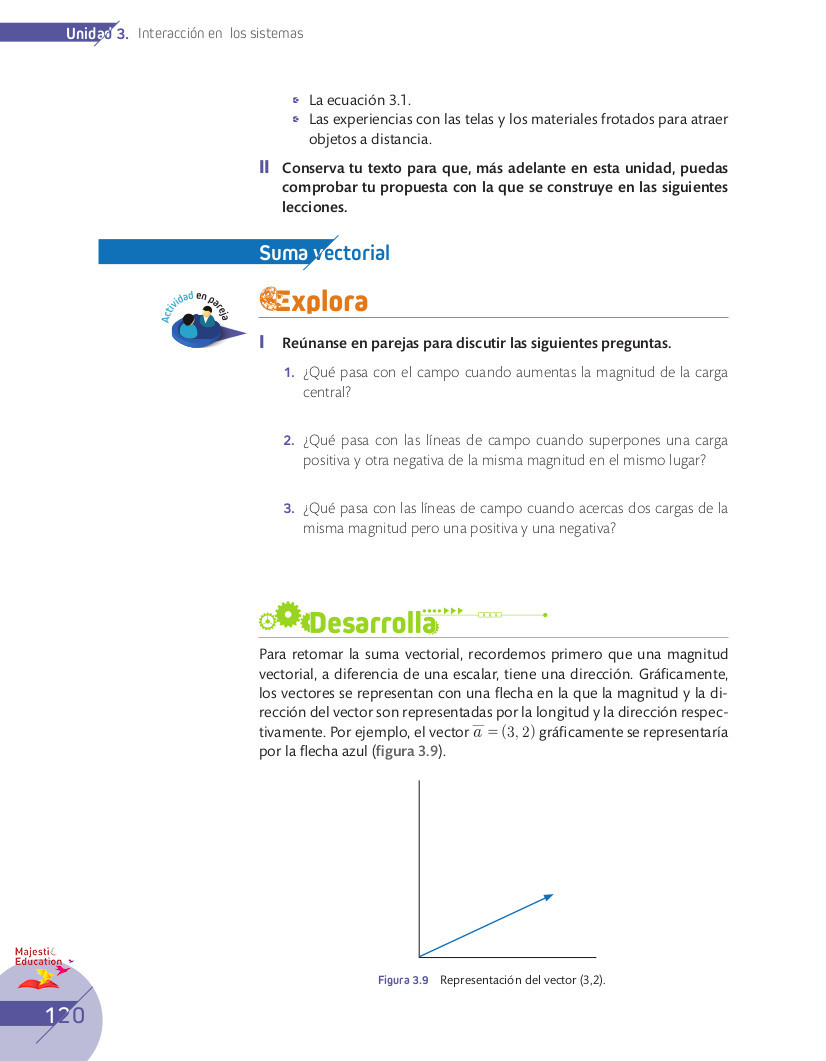 Unidad 3. Interacción en los sistemas
La ecuación 3.1.
Las experiencias con las telas y los materiales frotados para atraer
objetos a distancia.
II Conserva tu texto para que, más adelante en esta unidad, puedas
comprobar tu propuesta con la que se construye en las siguientes
lecciones.
Suma vectorial
Actividad en pareja
Explora
I Reúnanse en parejas para discutir las siguientes preguntas.
1. ¿Qué pasa con el campo cuando aumentas la magnitud de la carga
central?
2. ¿Qué pasa con las líneas de campo cuando superpones una carga
positiva y otra negativa de la misma magnitud en el mismo lugar?
3. ¿Qué pasa con las líneas de campo cuando acercas dos cargas de la
misma magnitud pero una positiva y una negativa?
Desarrolla
Para retomar la suma vectorial, recordemos primero que una magnitud
vectorial, a diferencia de una escalar, tiene una dirección. Gráficamente,
los vectores se representan con una flecha en la que la magnitud y la di-
rección del vector son representadas por la longitud y la dirección respec-
tivamente. Por ejemplo, el vector a̅ = (3, 2) gráficamente se representaría
por la flecha azul (figura 3.9).
Figura 3.9 Representación del vector (3,2).
Majestic
Education
120